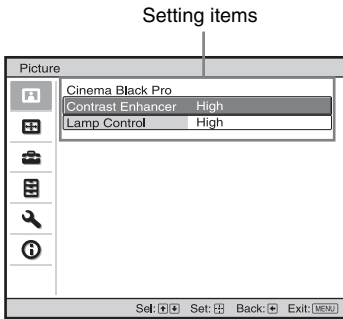 Setting items
Picture
Cinema Black Pro
Contrast Enhancer High
Lamp Control High
Sel: Set: Back: Exit: MENU